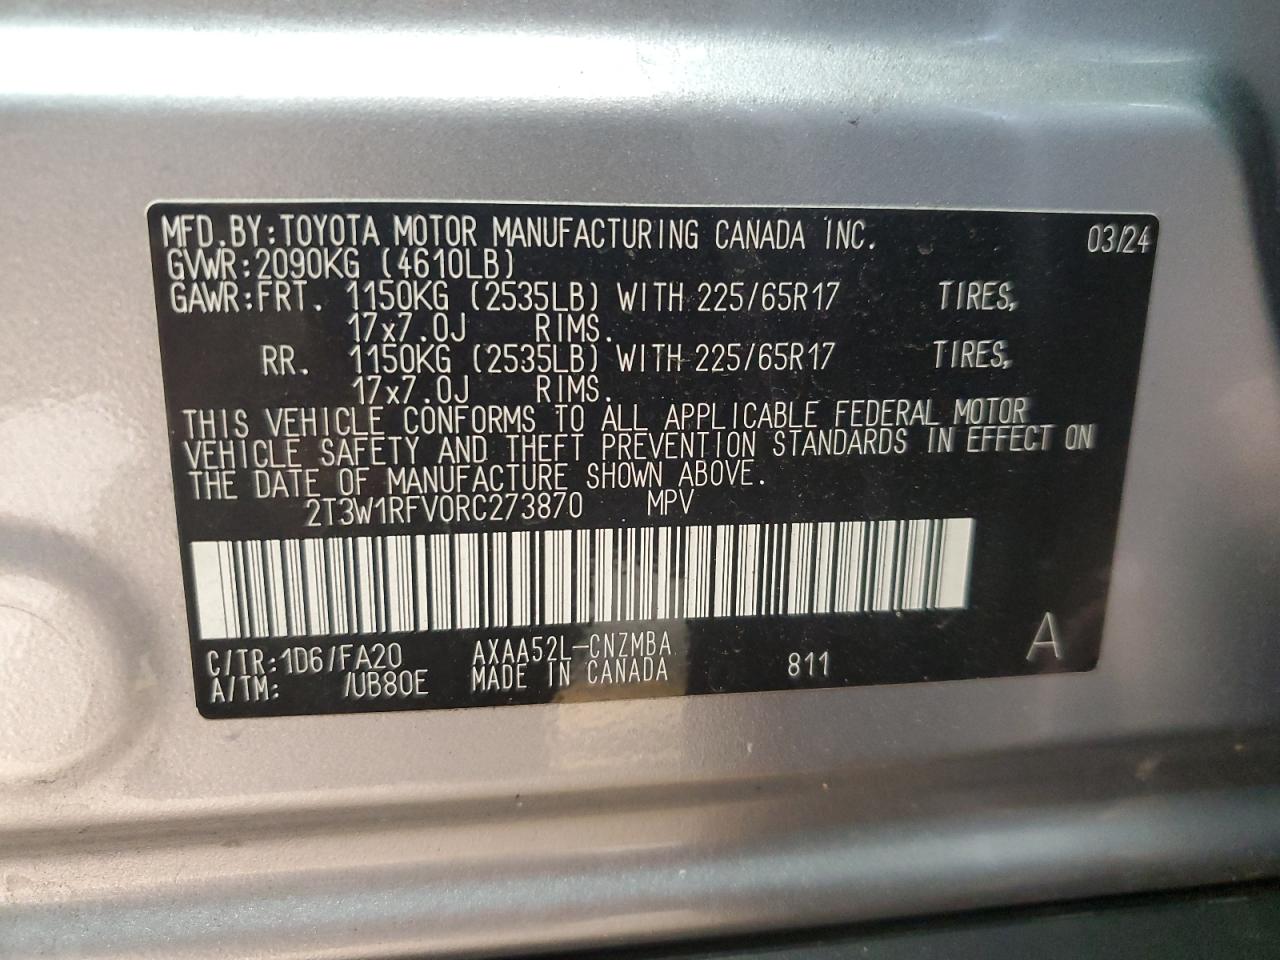 MFD.BY:TOYOTA MOTOR MANUFACTURING CANADA INC. 03/24
GVWR:2090KG (4610LB)
GAWR:FRT. 1150KG (2535LB) WITH 225/65R17 TIRES,
17x7.0J RIMS.
RR. 1150KG (2535LB) WITH 225/65R17 TIRES,
17x7.0J RIMS.
THIS VEHICLE CONFORMS TO ALL APPLICABLE FEDERAL MOTOR
VEHICLE SAFETY AND THEFT PREVENTION STANDARDS IN EFFECT ON
THE DATE OF MANUFACTURE SHOWN ABOVE.
2T3W1RFV0RC273870 MPV
C/TR:1D6/FA20 AXAA52L-CNZMBA
A/TM: /UB80E MADE IN CANADA 811 A